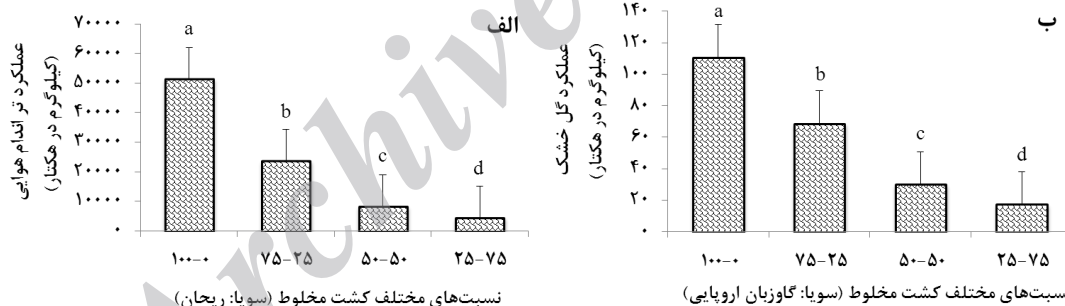 الف
عملکرد تر اندام هوایی
(کیلوگرم در هکتار)
۷۰۰۰۰
۶۰۰۰۰
۵۰۰۰۰
۴۰۰۰۰
۳۰۰۰۰
۲۰۰۰۰
۱۰۰۰۰
۰
a
b
c
d
۱۰۰-۰
۷۵-۲۵
۵۰-۵۰
۲۵-۷۵
نسبت‌های مختلف کشت مخلوط (سویا: ریحان)
ب
عملکرد گل خشک
(کیلوگرم در هکتار)
۱۴۰
۱۲۰
۱۰۰
۸۰
۶۰
۴۰
۲۰
۰
a
b
c
d
۱۰۰-۰
۷۵-۲۵
۵۰-۵۰
۲۵-۷۵
سبت‌های مختلف کشت مخلوط (سویا: گاوزبان اروپایی)
Archive